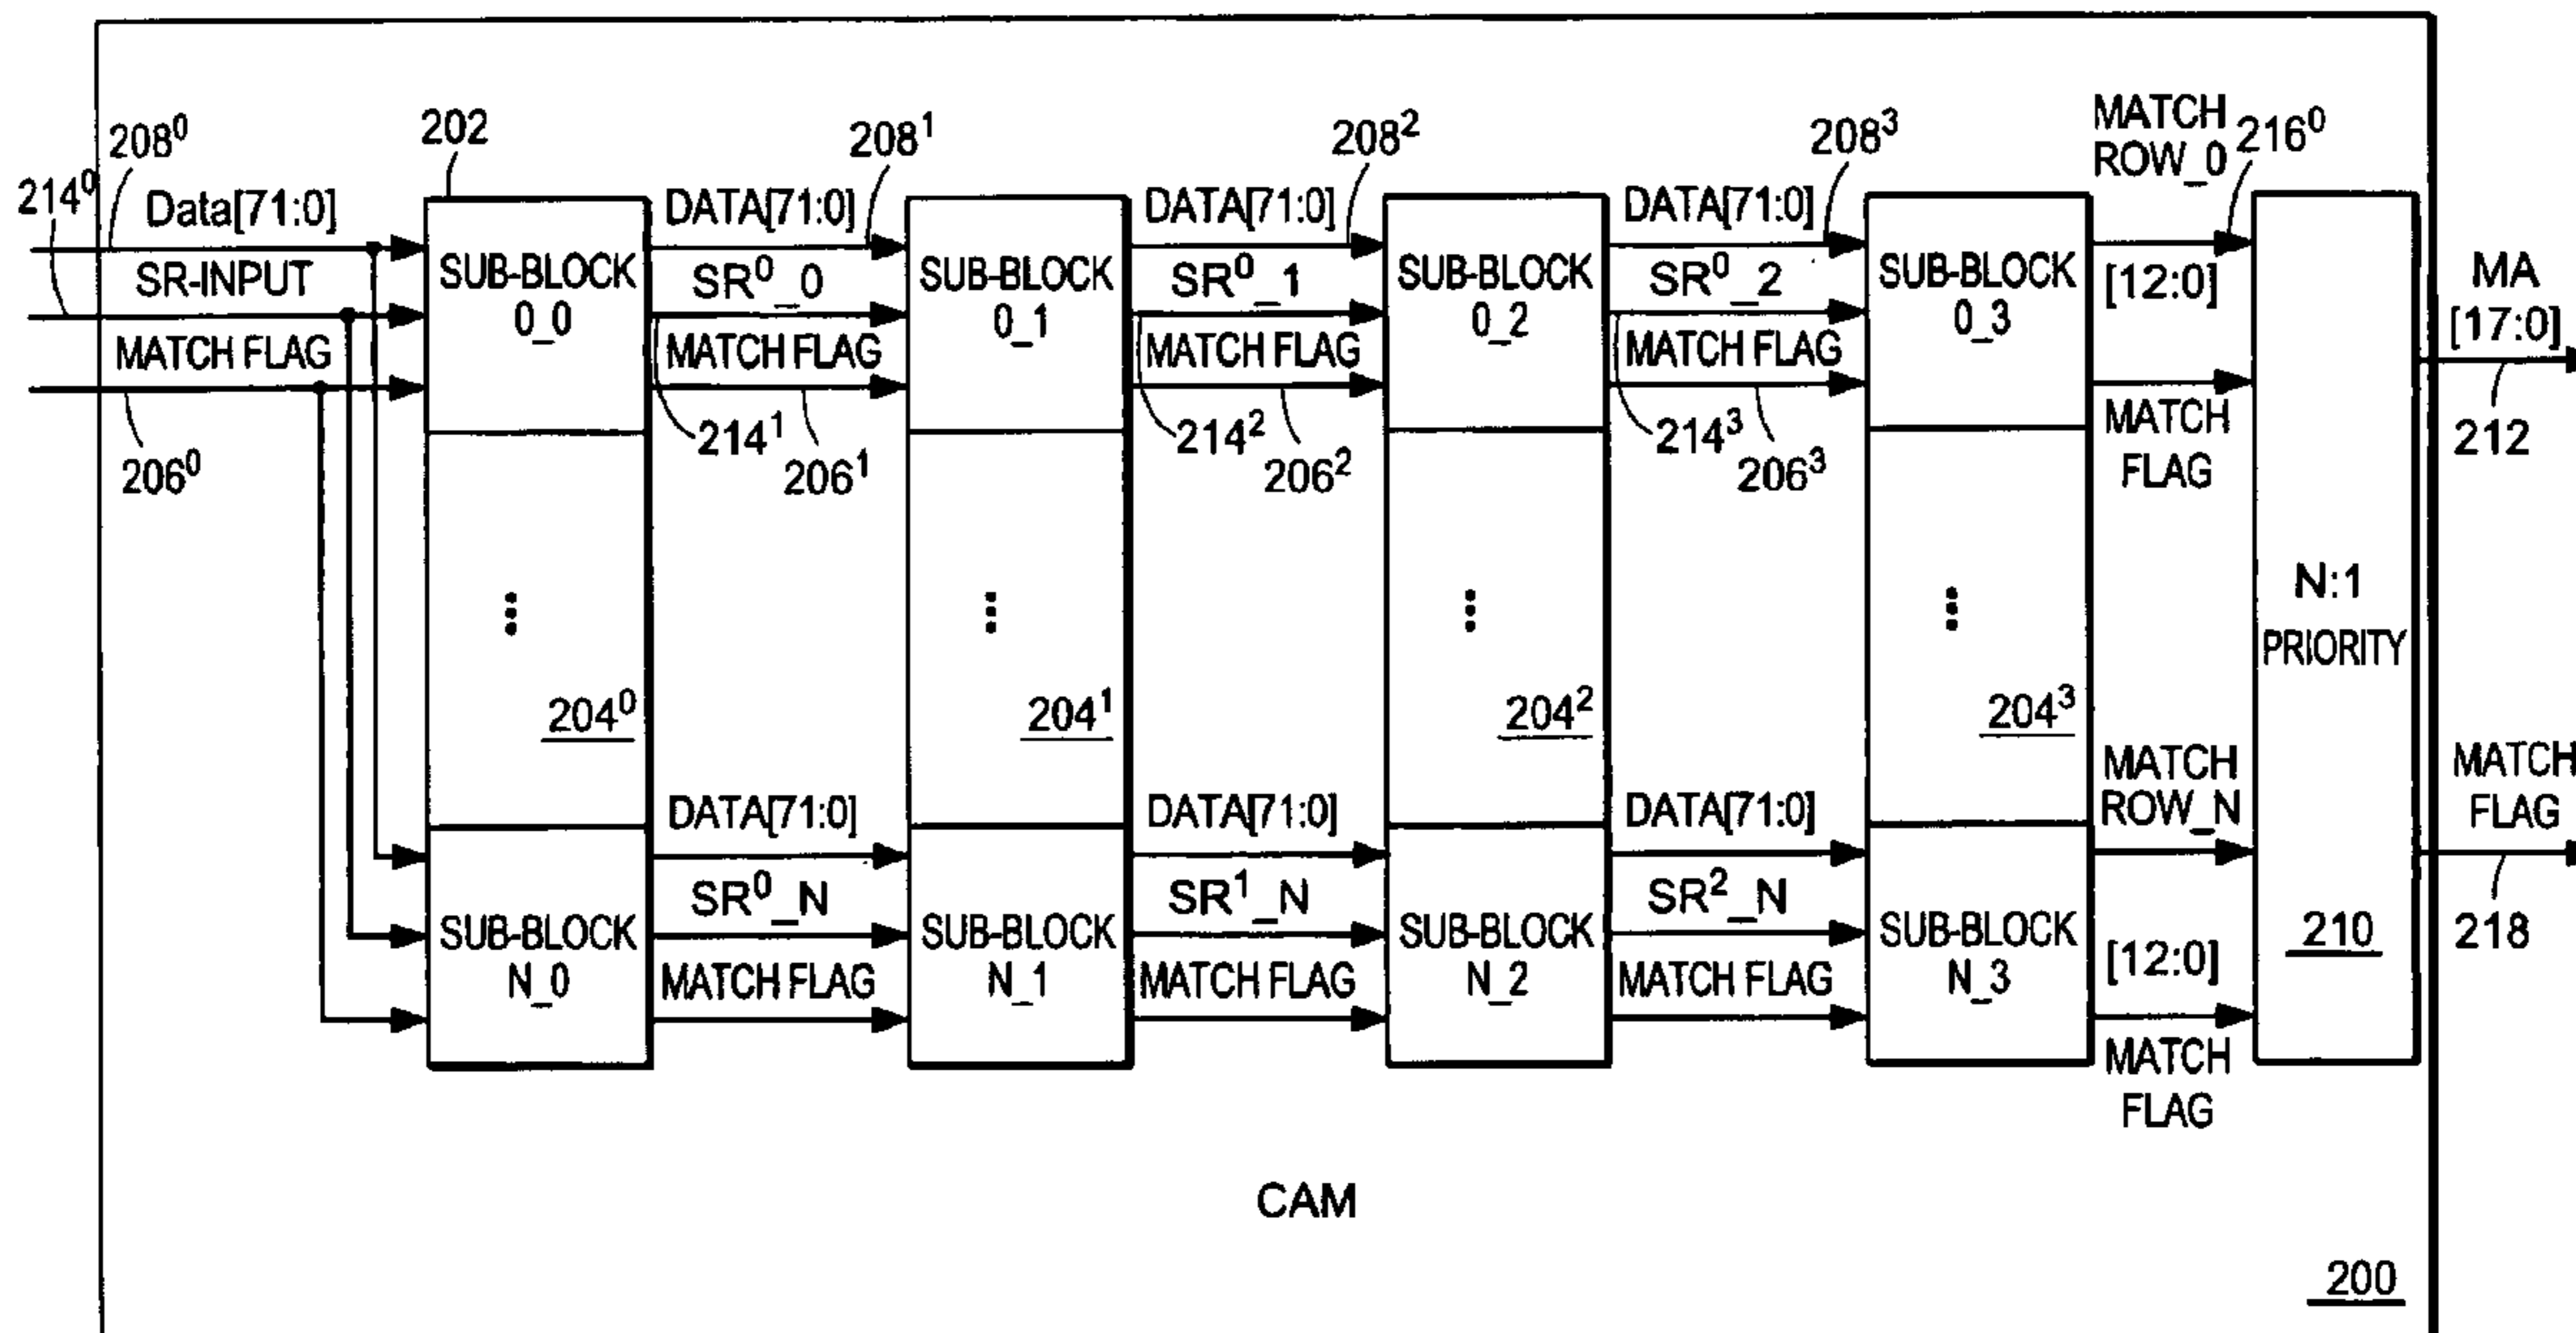 208⁰
202
208¹
208²
208³
MATCH
ROW_0
216⁰
214⁰
Data[71:0]
DATA[71:0]
DATA[71:0]
DATA[71:0]
SR-INPUT
SUB-BLOCK
0_0
SR⁰_0
SUB-BLOCK
0_1
SR⁰_1
SUB-BLOCK
0_2
SR⁰_2
SUB-BLOCK
0_3
[12:0]
MA
[17:0]
MATCH FLAG
MATCH FLAG
MATCH FLAG
MATCH FLAG
MATCH
FLAG
206⁰
214¹
206¹
214²
206²
214³
206³
212
...
...
...
...
N:1
PRIORITY
204⁰
204¹
204²
204³
MATCH
ROW_N
MATCH
FLAG
DATA[71:0]
DATA[71:0]
DATA[71:0]
SUB-BLOCK
N_0
SR⁰_N
SUB-BLOCK
N_1
SR¹_N
SUB-BLOCK
N_2
SR²_N
SUB-BLOCK
N_3
[12:0]
210
218
MATCH FLAG
MATCH FLAG
MATCH FLAG
MATCH
FLAG
CAM
200